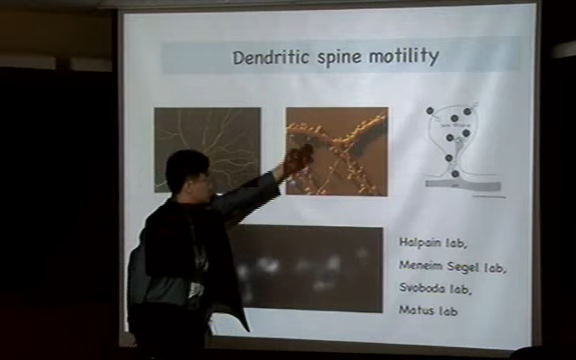 Dendritic spine motility
Halpain lab,
Meneim Segel lab,
Svoboda lab,
Matus lab